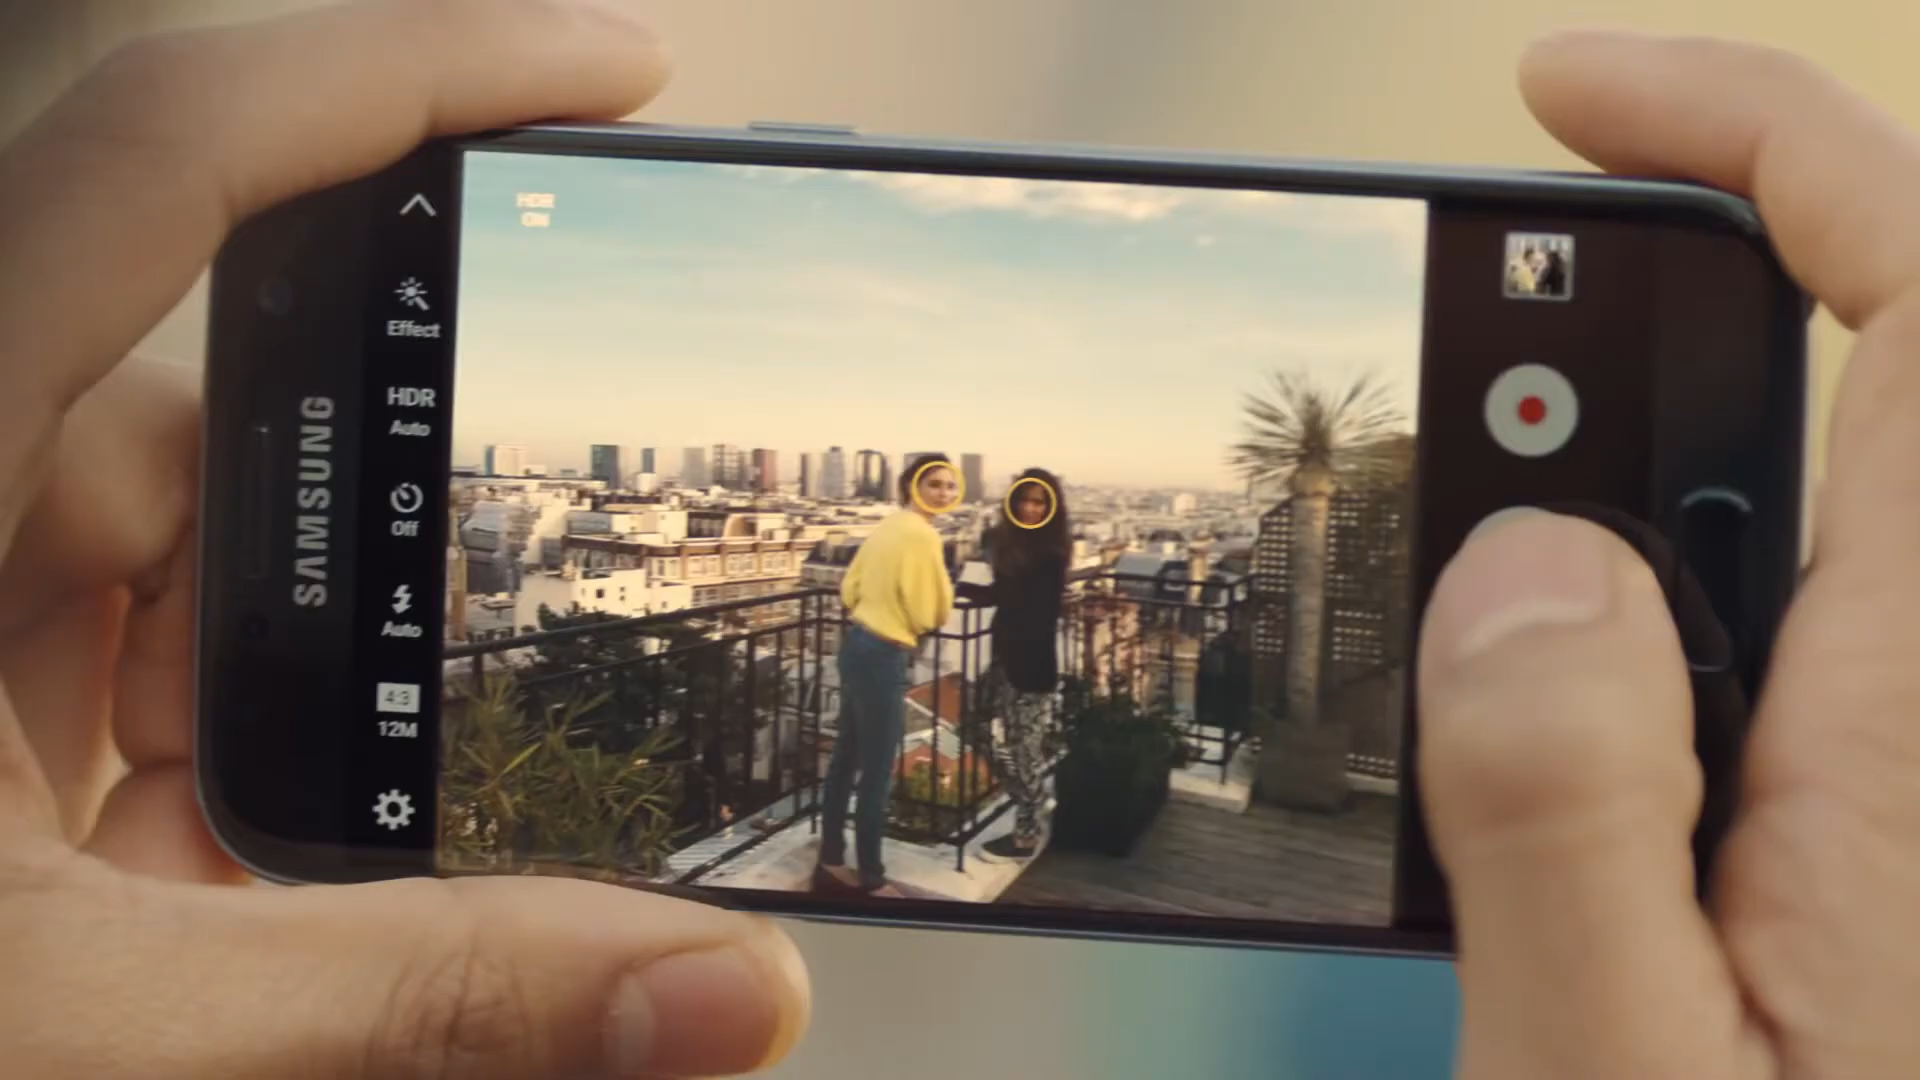 SAMSUNG
Effect
HDR
Auto
Off
Auto
4:3
12M
HDR
ON